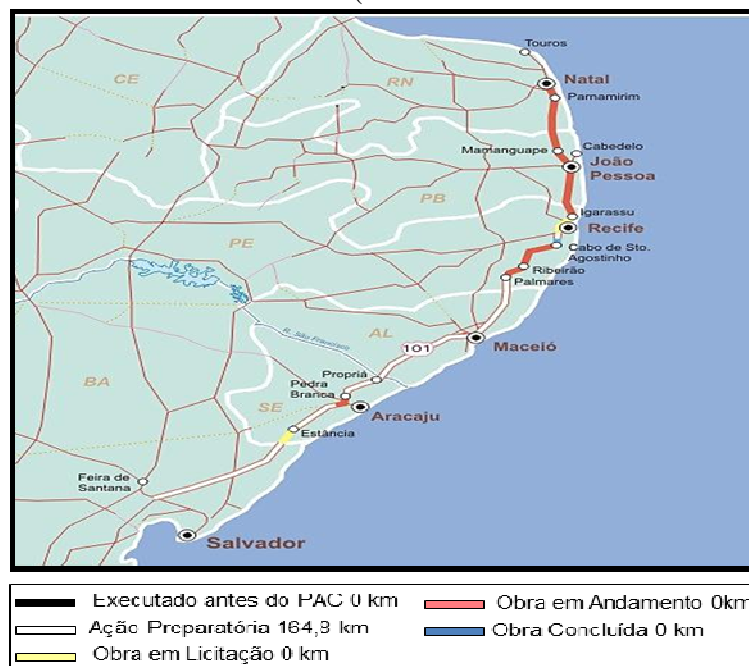 (
Touros
CE
RN
Natal
Parnamirim
Mamanguape
Cabedelo
João
Pessoa
PB
Igarassu
Recife
PE
Cabo de Sto.
Agostinho
Ribeirão
Palmares
R. São Francisco
AL
101
Maceió
Propriá
BA
Pedra
Branca
SE
Aracaju
Estância
Feira de
Santana
Salvador
Executado antes do PAC 0 km
Obra em Andamento 0km
Ação Preparatória 164,8 km
Obra Concluída 0 km
Obra em Licitação 0 km